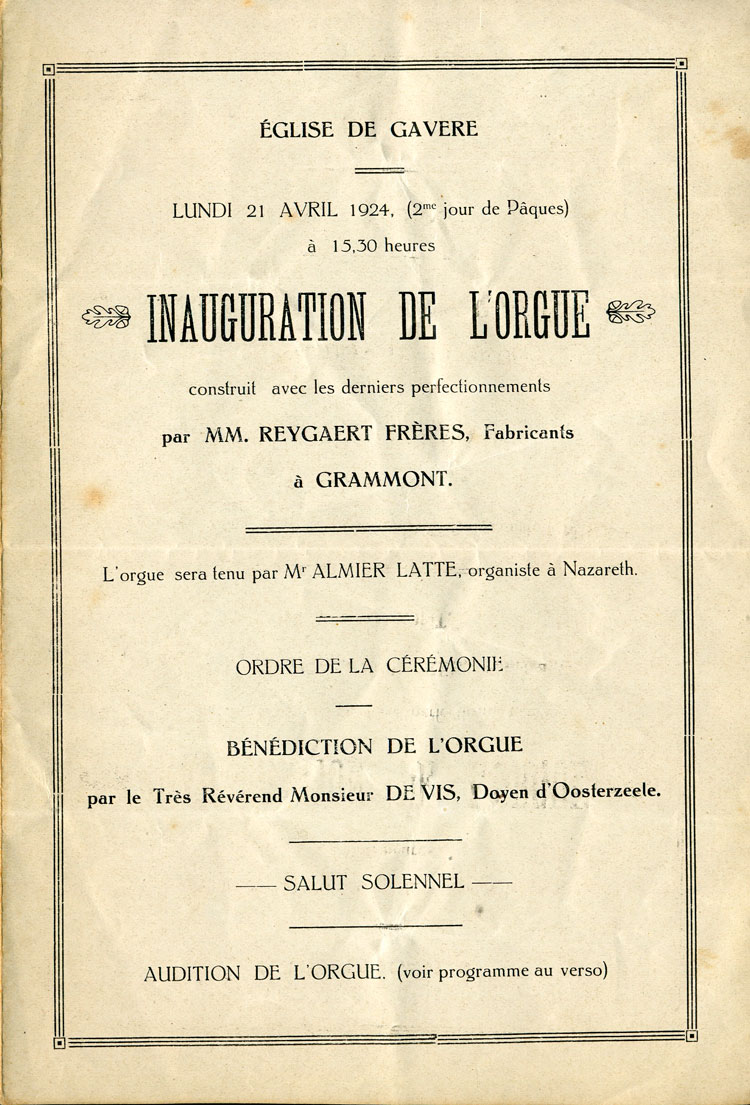 ÉGLISE DE GAVERE
LUNDI 21 AVRIL 1924, (2me jour de Pâques)
à 15,30 heures
INAUGURATION DE L'ORGUE
construit avec les derniers perfectionnements
par MM. REYGAERT FRÈRES, Fabricants
à GRAMMONT.
L'orgue sera tenu par Mr ALMIER LATTE, organiste à Nazareth.
ORDRE DE LA CÉRÉMONIE
BÉNÉDICTION DE L'ORGUE
par le Très Révérend Monsieur DE VIS, Doyen d'Oosterzeele.
—— SALUT SOLENNEL ——
AUDITION DE L'ORGUE. (voir programme au verso)